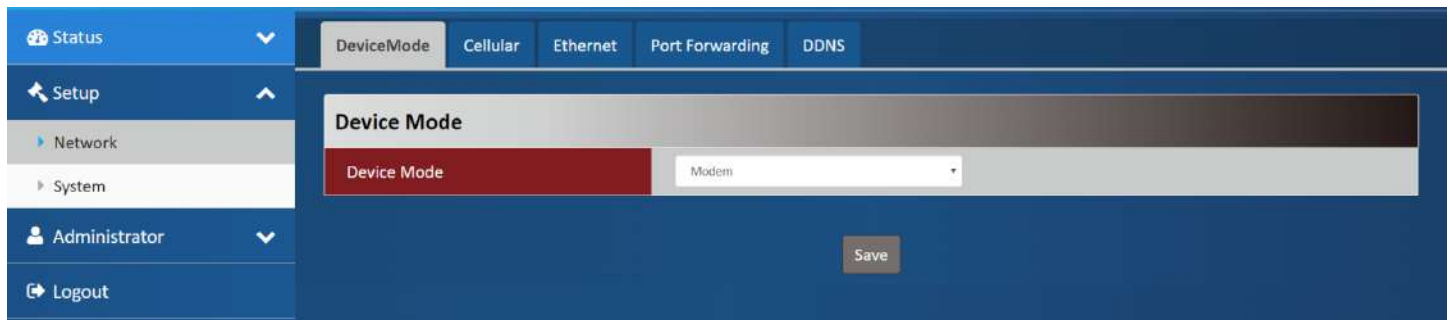 Status
Setup
Network
System
Administrator
Logout
DeviceMode Cellular Ethernet Port Forwarding DDNS
Device Mode
Device Mode Modem
Save